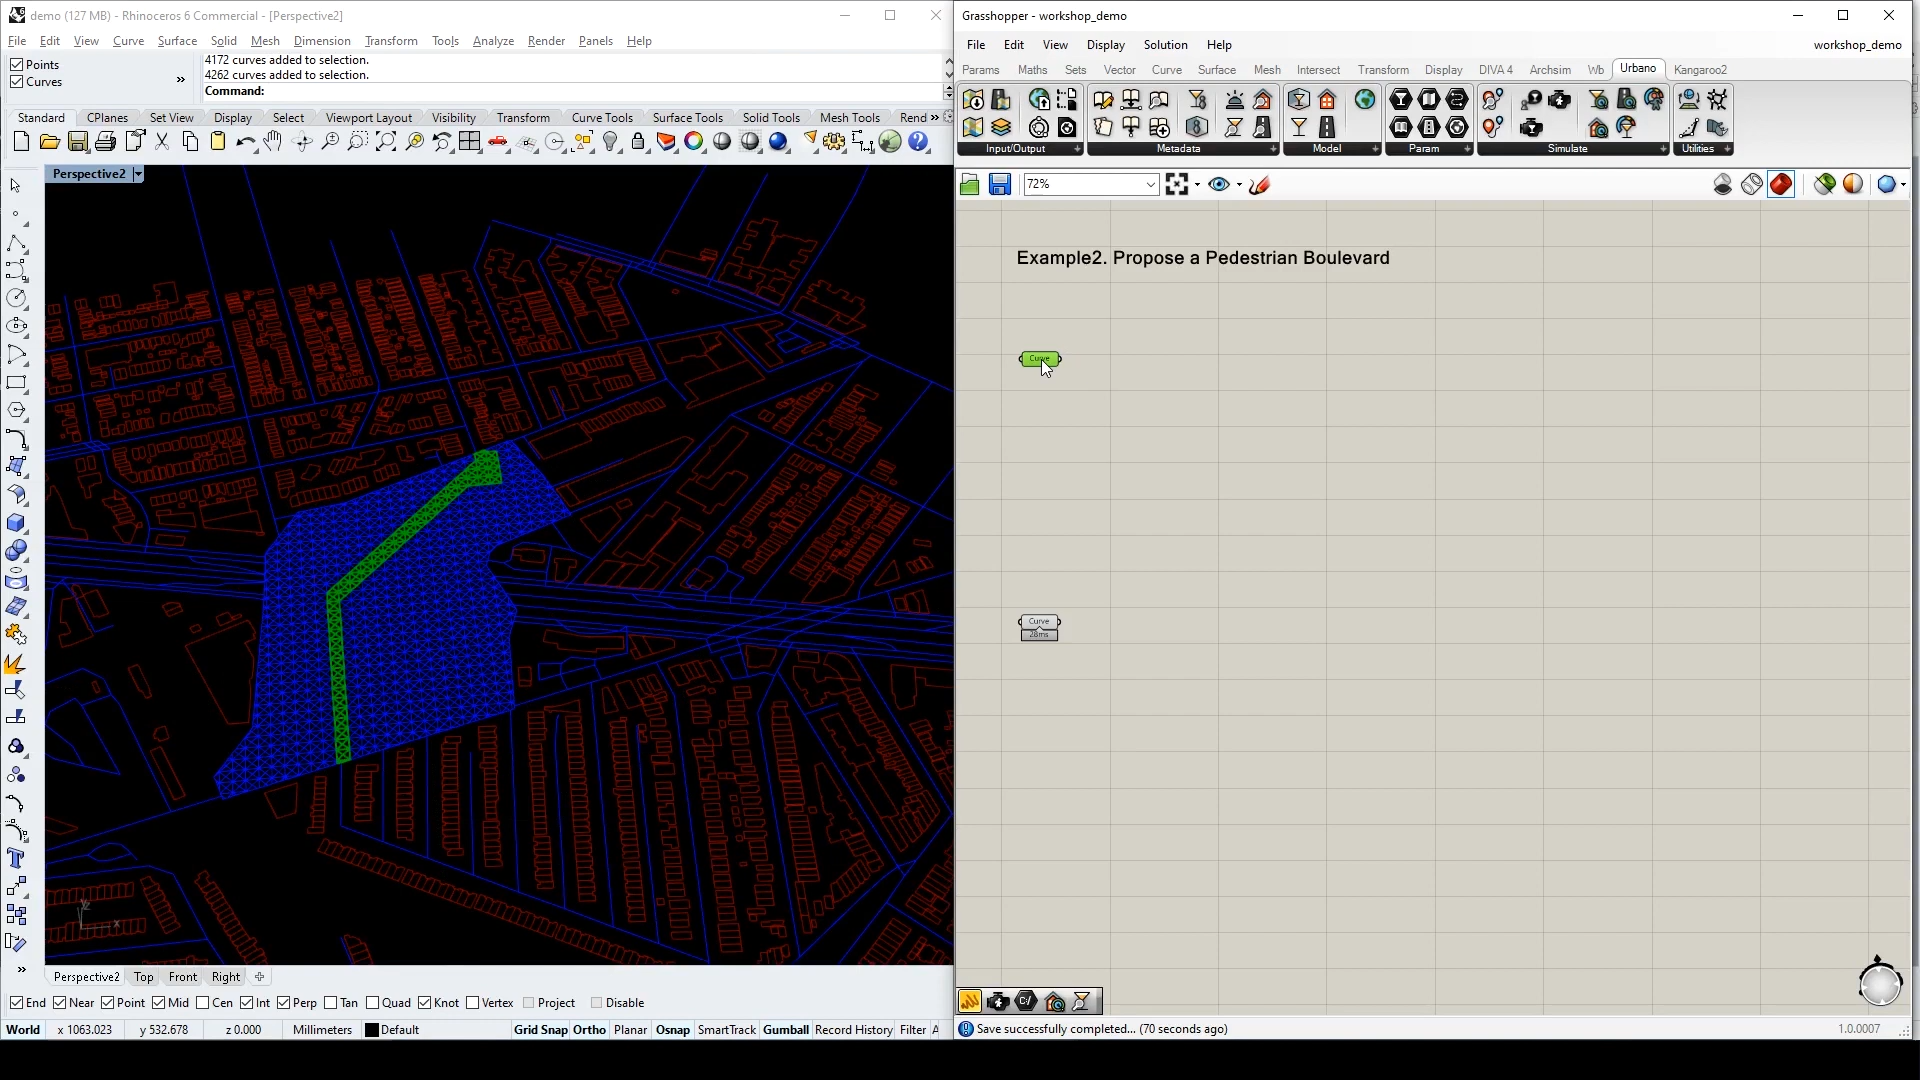 demo (127 MB) - Rhinoceros 6 Commercial - [Perspective2]
File Edit View Curve Surface Solid Mesh Dimension Transform Tools Analyze Render Panels Help
Points
Curves
»
4172 curves added to selection.
4262 curves added to selection.
Command:
Standard CPlanes Set View Display Select Viewport Layout Visibility Transform Curve Tools Surface Tools Solid Tools Mesh Tools Rend »
Perspective2
Perspective2 Top Front Right
End Near Point Mid Cen Int Perp Tan Quad Knot Vertex Project Disable
World x 1063.023 y 532.678 z 0.000 Millimeters Default Grid Snap Ortho Planar Osnap SmartTrack Gumball Record History Filter A
Grasshopper - workshop_demo
File Edit View Display Solution Help workshop_demo
Params Maths Sets Vector Curve Surface Mesh Intersect Transform Display DIVA 4 Archsim Wb Urbano Kangaroo2
Input/Output Metadata Model Param Simulate Utilities
72%
Example2. Propose a Pedestrian Boulevard
Curve
Curve
28ms
C:/
Save successfully completed... (70 seconds ago) 1.0.0007